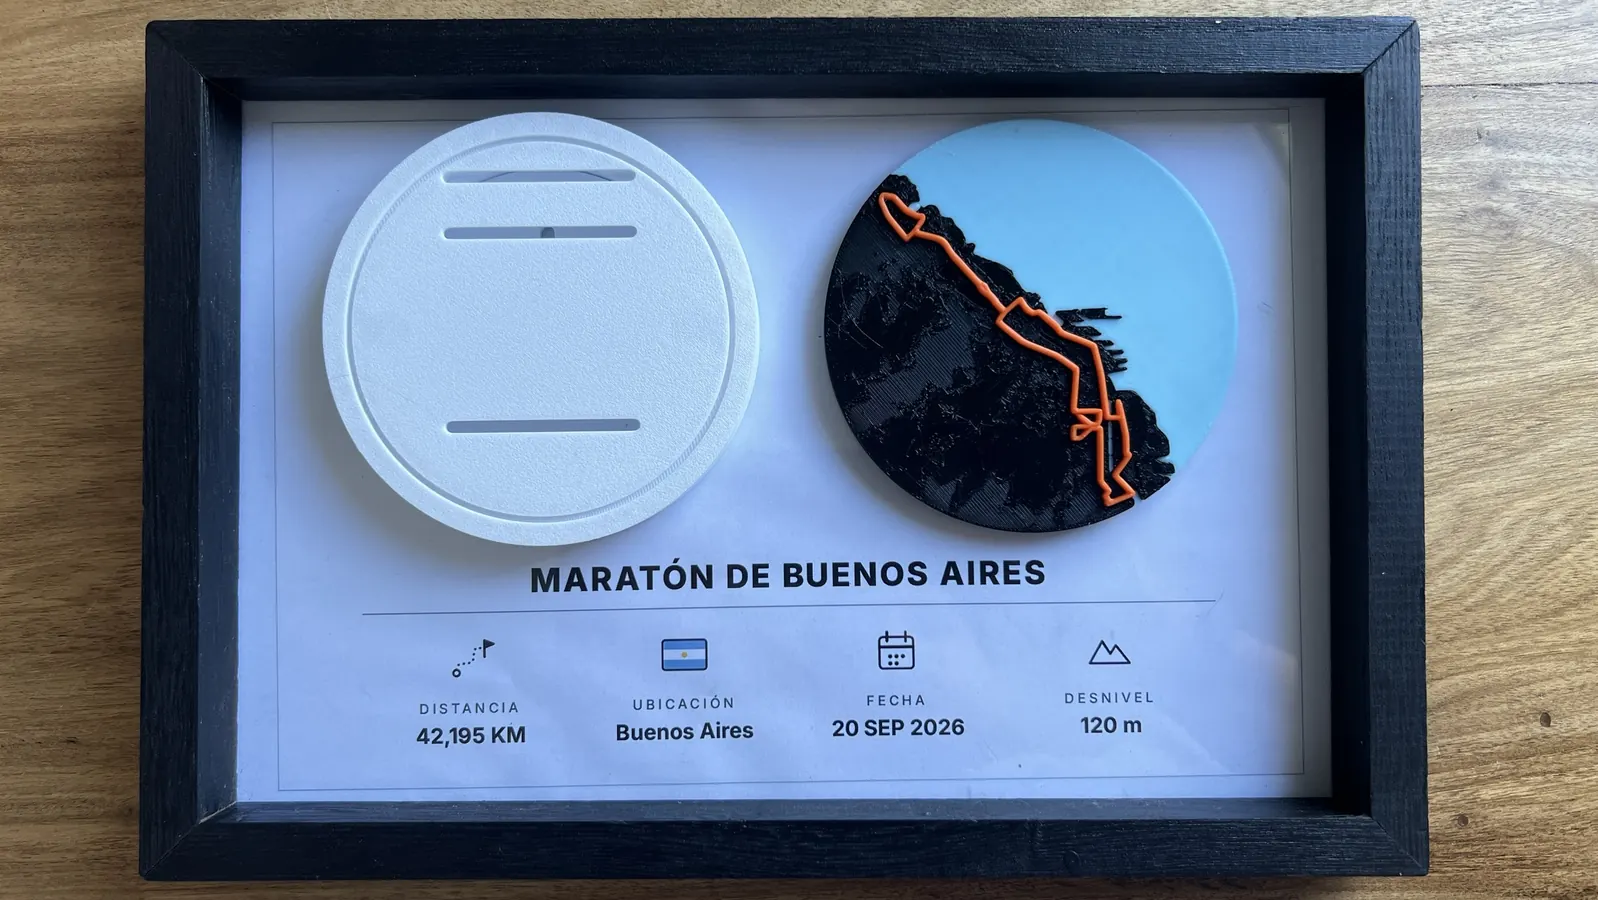 MARATÓN DE BUENOS AIRES
DISTANCIA
42,195 KM
UBICACIÓN
Buenos Aires
FECHA
20 SEP 2026
DESNIVEL
120 m